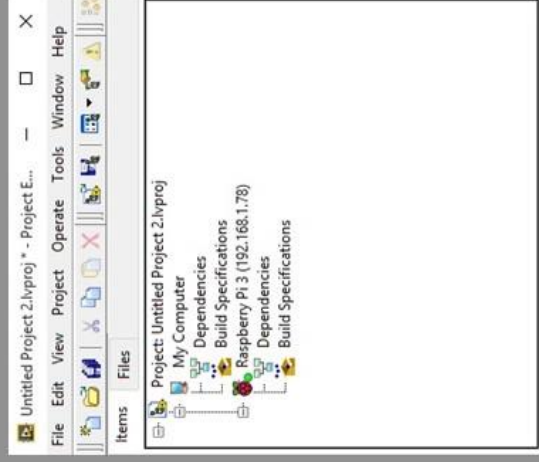 Untitled Project 2.lvproj * - Project E...
File Edit View Project Operate Tools Window Help
Items Files
Project: Untitled Project 2.lvproj
My Computer
Dependencies
Build Specifications
Raspberry Pi 3 (192.168.1.78)
Dependencies
Build Specifications